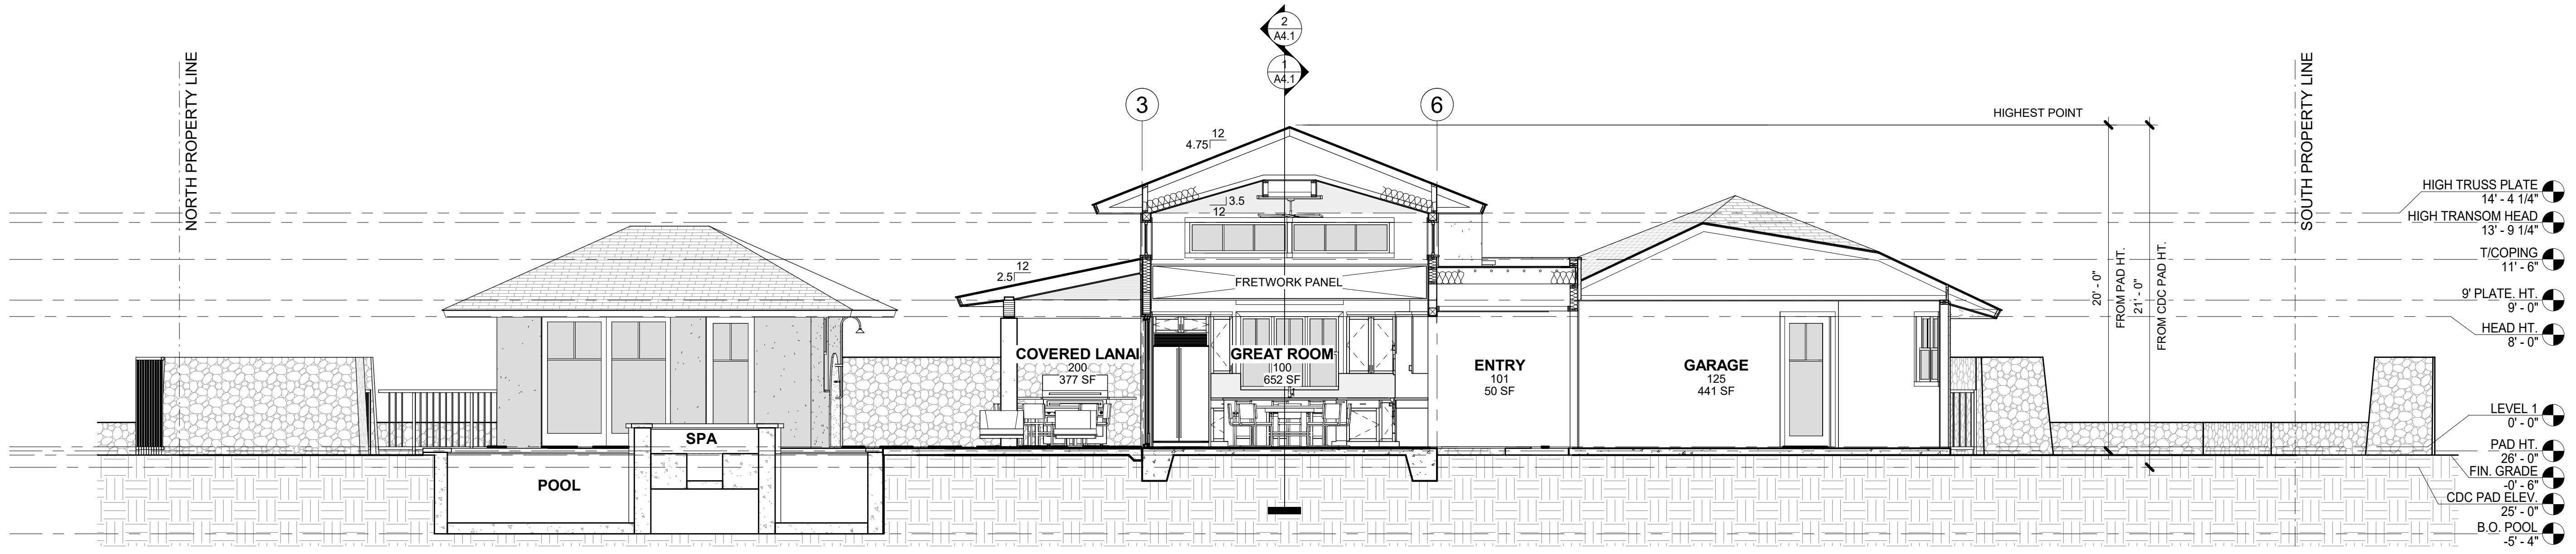 2
A4.1
1
A4.1
NORTH PROPERTY LINE
SOUTH PROPERTY LINE
3
6
HIGHEST POINT
12
4.75
3.5
12
12
2.5
FRETWORK PANEL
20' - 0"
FROM PAD HT.
21' - 0"
FROM CDC PAD HT.
HIGH TRUSS PLATE
14' - 4 1/4"
HIGH TRANSOM HEAD
13' - 9 1/4"
T/COPING
11' - 6"
9' PLATE. HT.
9' - 0"
HEAD HT.
8' - 0"
COVERED LANAI
200
377 SF
GREAT ROOM
100
652 SF
ENTRY
101
50 SF
GARAGE
125
441 SF
SPA
POOL
LEVEL 1
0' - 0"
PAD HT.
26' - 0"
FIN. GRADE
-0' - 6"
CDC PAD ELEV.
25' - 0"
B.O. POOL
-5' - 4"